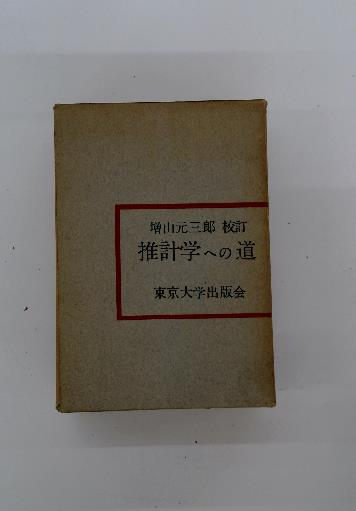 増山元三郎 校訂
推計学への道
東京大学出版会